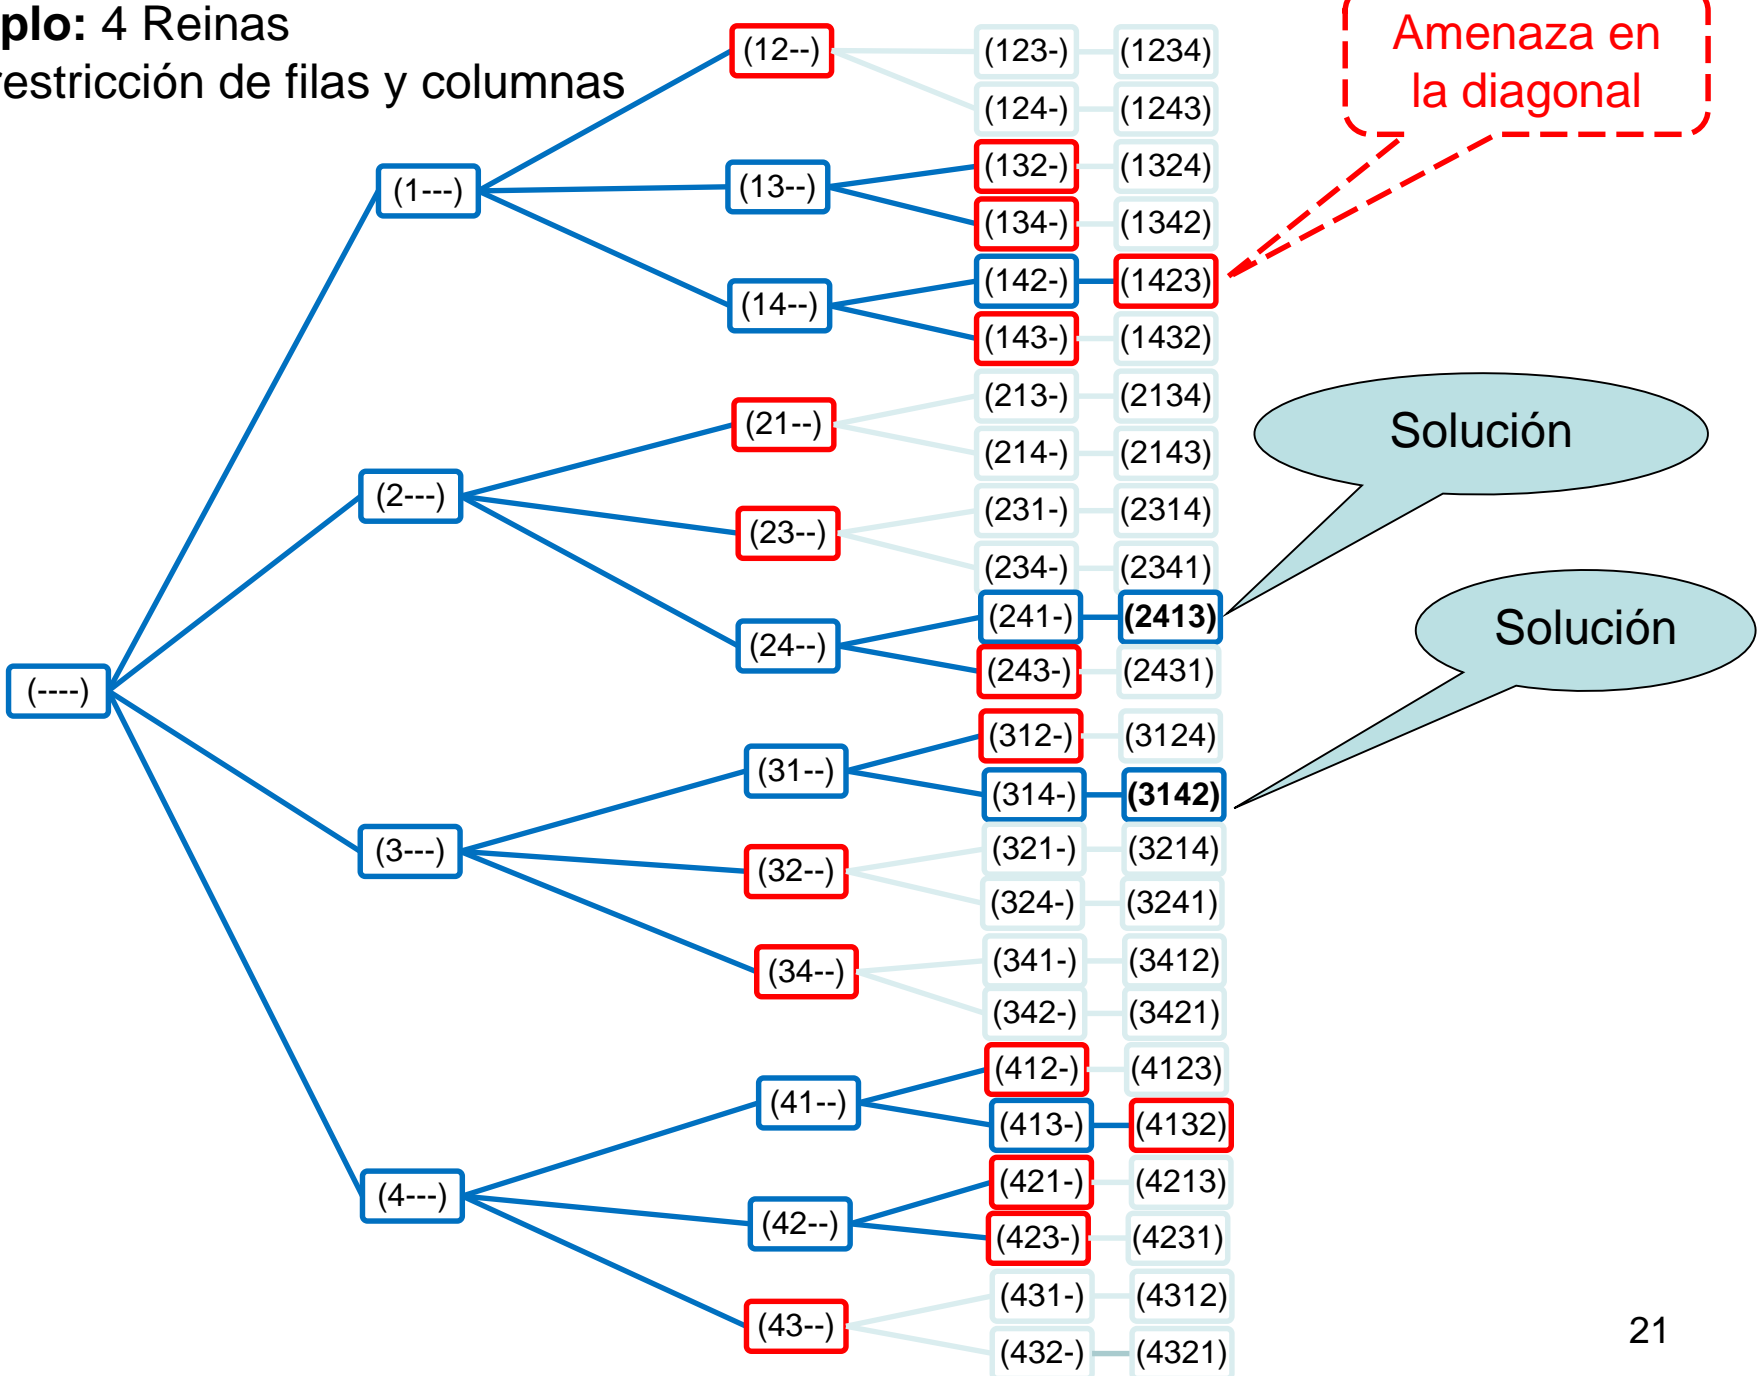 plo: 4 Reinas
restricción de filas y columnas
Amenaza en
la diagonal
(12--) (123-) (1234)
(124-) (1243)
(1---) (13--) (132-) (1324)
(134-) (1342)
(14--) (142-) (1423)
(143-) (1432)
(21--) (213-) (2134)
(214-) (2143)
Solución
(2---) (23--) (231-) (2314)
(234-) (2341)
(24--) (241-) (2413)
(243-) (2431)
Solución
(----)
(31--) (312-) (3124)
(314-) (3142)
(3---) (32--) (321-) (3214)
(324-) (3241)
(34--) (341-) (3412)
(342-) (3421)
(41--) (412-) (4123)
(413-) (4132)
(4---) (42--) (421-) (4213)
(423-) (4231)
(43--) (431-) (4312)
(432-) (4321)
21